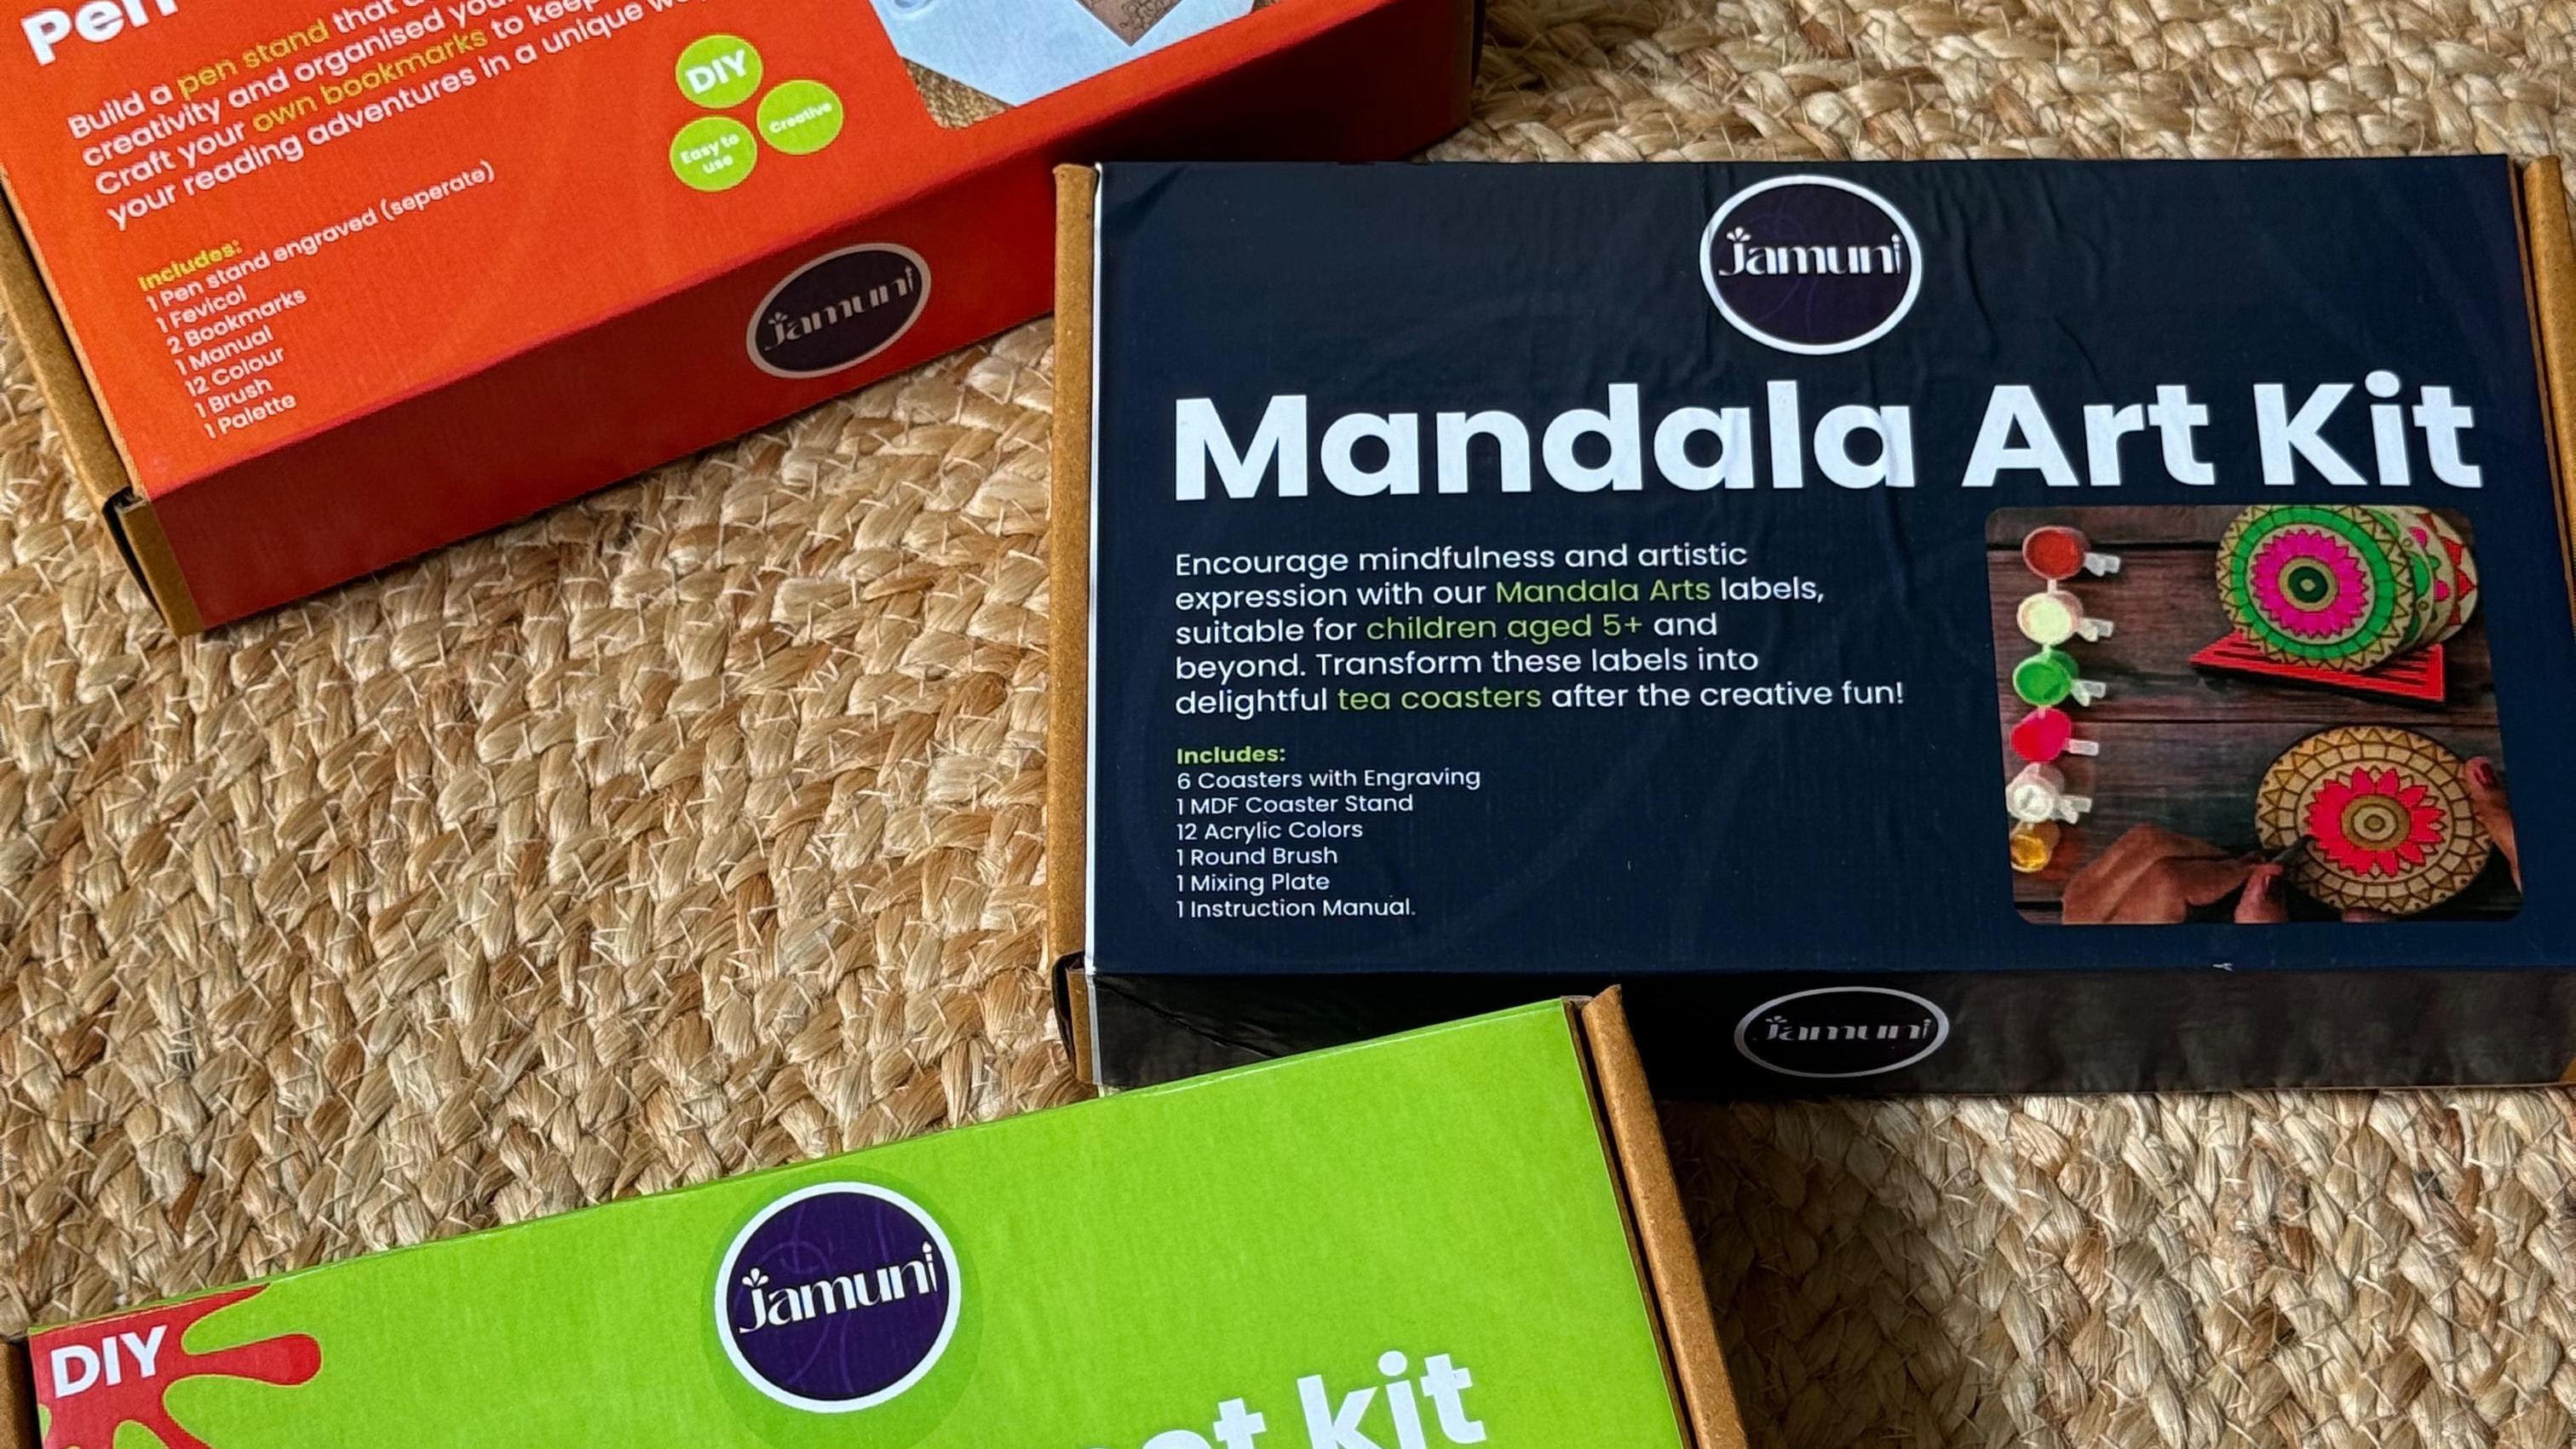 Pen
Build a pen stand that
creativity and organised
Craft your own bookmarks to keep
your reading adventures in a unique
DIY
Creative
Easy to
use
Includes:
1 Pen stand engraved (seperate)
1 Fevicol
2 Bookmarks
1 Manual
12 Colour
1 Brush
1 Palette
Jamuni
Jamuni
Mandala Art Kit
Encourage mindfulness and artistic
expression with our Mandala Arts labels,
suitable for children aged 5+ and
beyond. Transform these labels into
delightful tea coasters after the creative fun!
Includes:
6 Coasters with Engraving
1 MDF Coaster Stand
12 Acrylic Colors
1 Round Brush
1 Mixing Plate
1 Instruction Manual.
Jamuni
Jamuni
DIY
kit